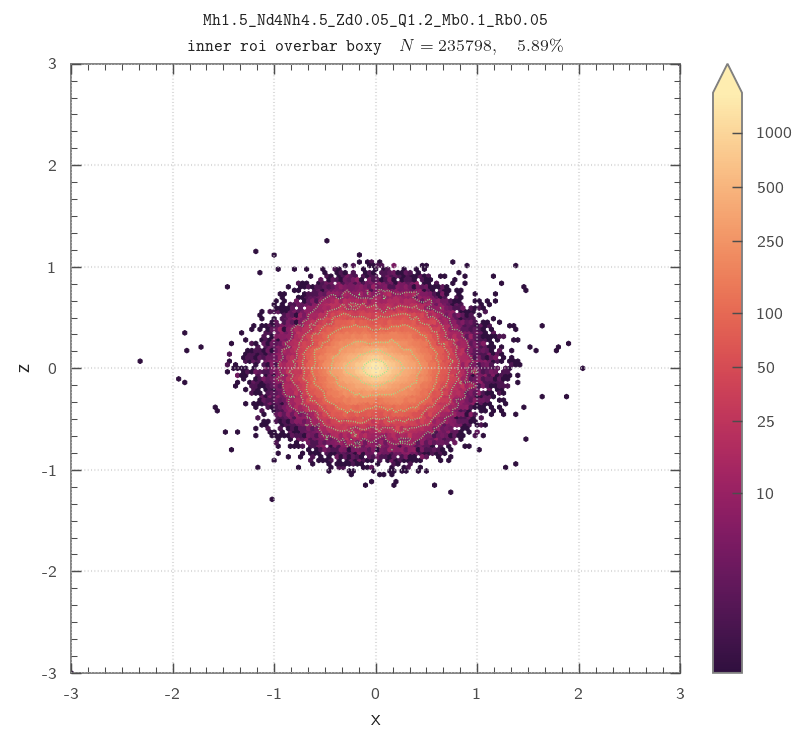 Mh1.5_Nd4Nh4.5_Zd0.05_Q1.2_Mb0.1_Rb0.05
inner roi overbar boxy N = 235798, 5.89%
3
2
1
0
-1
-2
-3
z
-3 -2 -1 0 1 2 3
x
1000
500
250
100
50
25
10